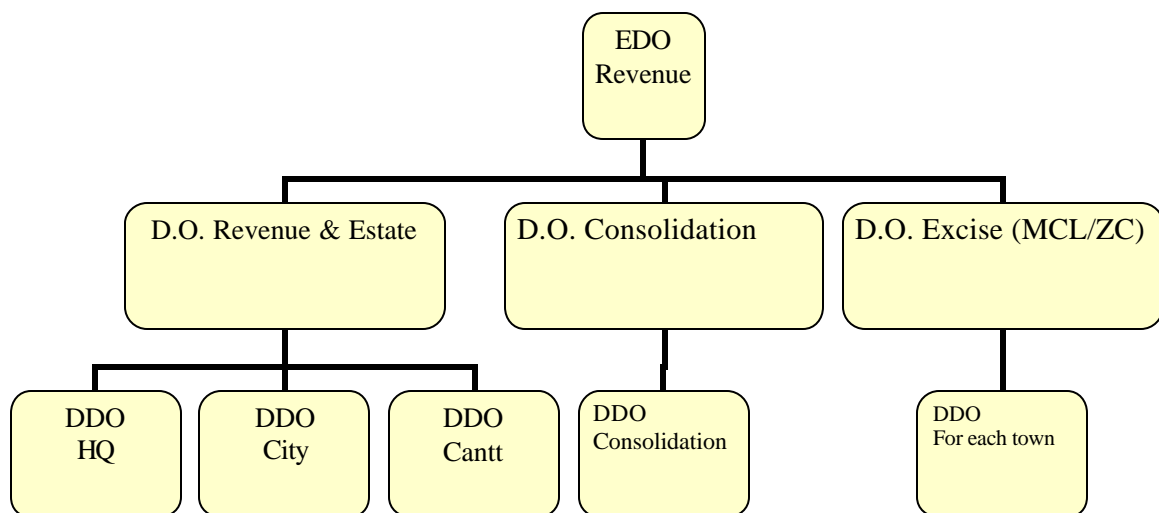 EDO
Revenue
D.O. Revenue & Estate
D.O. Consolidation
D.O. Excise (MCL/ZC)
DDO
HQ
DDO
City
DDO
Cantt
DDO
Consolidation
DDO
For each town